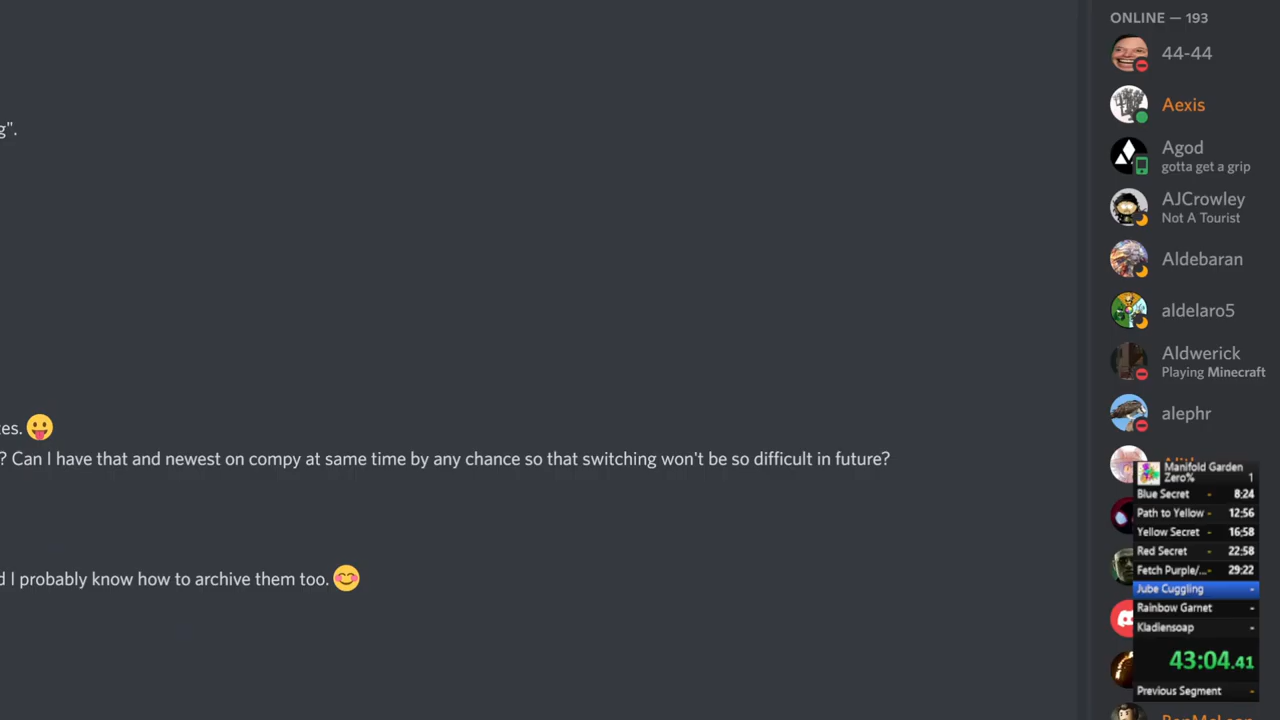 g".
tes. 😛
? Can I have that and newest on compy at same time by any chance so that switching won't be so difficult in future?
d I probably know how to archive them too. 😊
ONLINE — 193
44-44
Aexis
Agod
gotta get a grip
AJCrowley
Not A Tourist
Aldebaran
aldelaro5
Aldwerick
Playing Minecraft
alephr
Manifold Garden
Zero% 1
Blue Secret - 8:24
Path to Yellow - 12:56
Yellow Secret - 16:58
Red Secret - 22:58
Fetch Purple/... - 29:22
Jube Cuggling -
Rainbow Garnet -
Kladiensoap -
43:04.41
Previous Segment -